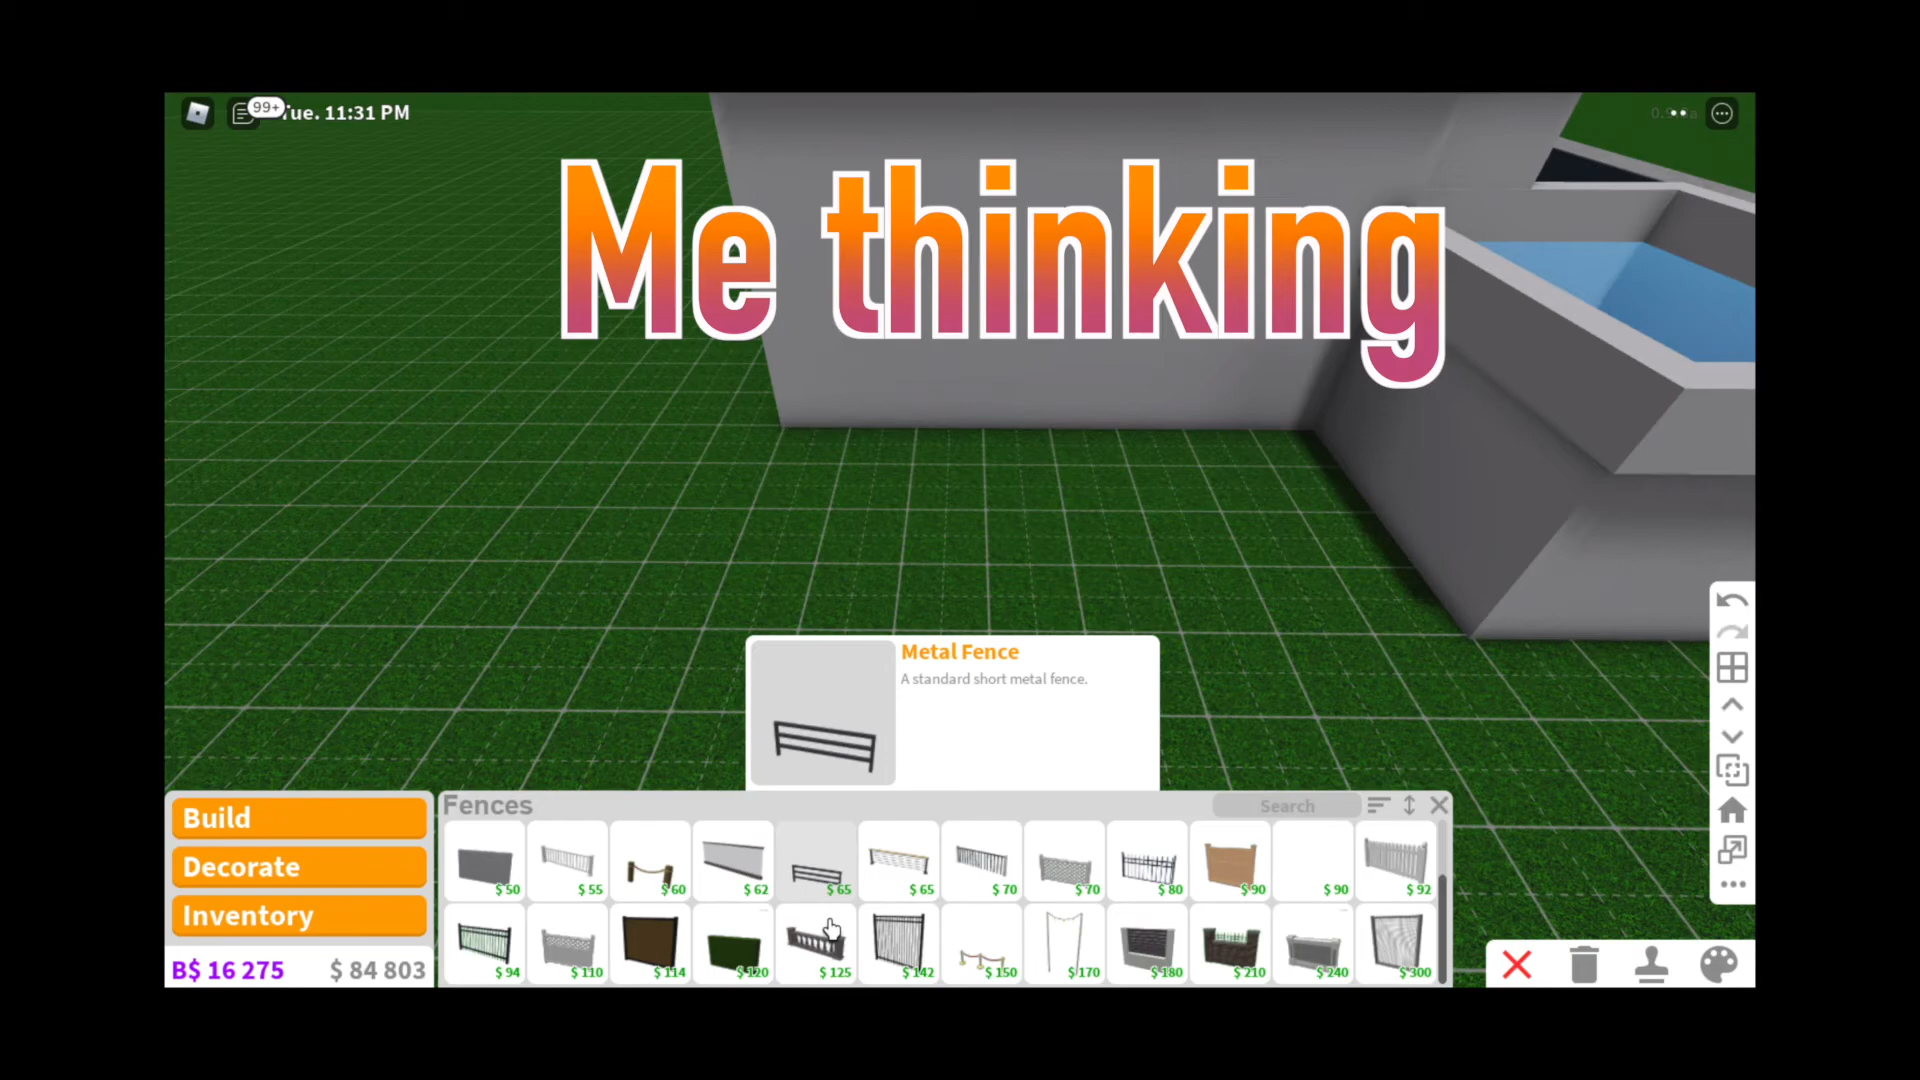 99+
Tue. 11:31 PM
Me thinking
Metal Fence
A standard short metal fence.
Build
Decorate
Inventory
B$ 16 275 $ 84 803
Fences
Search
$ 50 $ 55 $ 60 $ 62 $ 65 $ 65 $ 70 $ 70 $ 80 $ 90 $ 90 $ 92
$ 94 $ 110 $ 114 $ 120 $ 125 $ 142 $ 150 $ 170 $ 180 $ 210 $ 240 $ 300